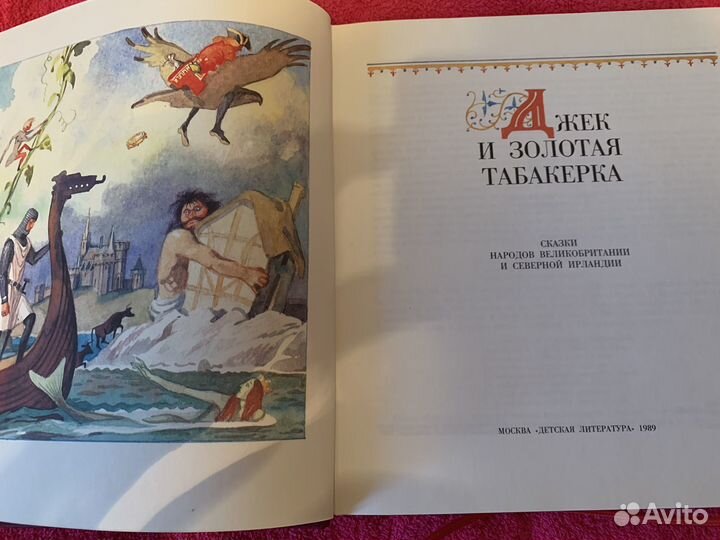 ДЖЕК
И ЗОЛОТАЯ
ТАБАКЕРКА
СКАЗКИ
НАРОДОВ ВЕЛИКОБРИТАНИИ
И СЕВЕРНОЙ ИРЛАНДИИ
МОСКВА «ДЕТСКАЯ ЛИТЕРАТУРА» 1989
Avito